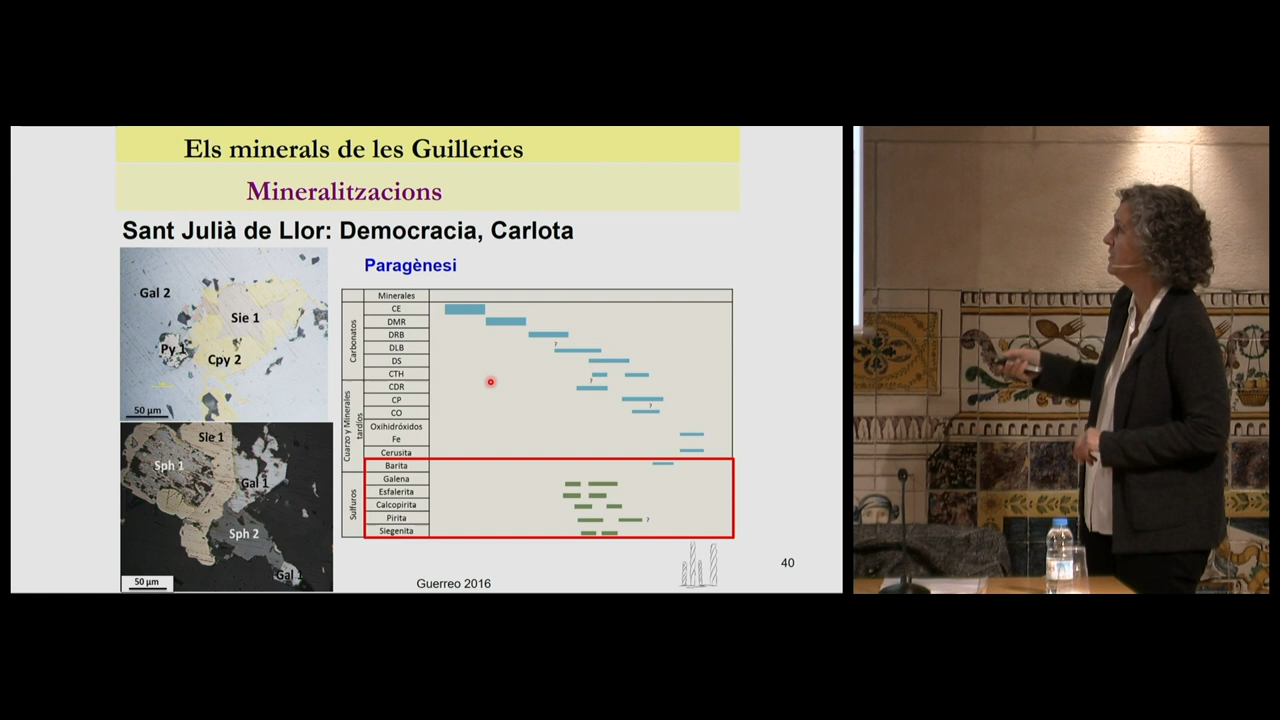 Els minerals de les Guilleries
Mineralitzacions
Sant Julià de Llor: Democracia, Carlota
Paragènesi
Gal 2
Sie 1
Py 1
Cpy 2
50 µm
Sie 1
Sph 1
Gal 1
Sph 2
Gal 1
50 µm
Minerales
Carbonatos
CE
DMR
DRB
DLB
?
DS
CTH
Cuarzo y Minerales tardíos
CDR
?
CP
CO
?
Oxihidróxidos
Fe
Cerusita
Barita
Sulfuros
Galena
Esfalerita
Calcopirita
Pirita
?
Siegenita
Guerreo 2016
40